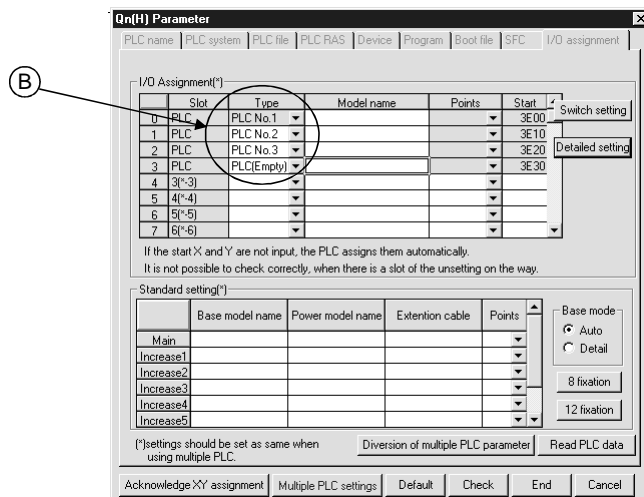 Qn(H) Parameter
PLC name PLC system PLC file PLC RAS Device Program Boot file SFC I/O assignment
B
I/O Assignment(*)
Slot Type Model name Points Start
0 PLC PLC No.1 3E00
1 PLC PLC No.2 3E10
2 PLC PLC No.3 3E20
3 PLC PLC(Empty) 3E30
4 3(*-3)
5 4(*-4)
6 5(*-5)
7 6(*-6)
Switch setting
Detailed setting
If the start X and Y are not input, the PLC assigns them automatically.
It is not possible to check correctly, when there is a slot of the unsetting on the way.
Standard setting(*)
Base model name Power model name Extention cable Points
Main
Increase1
Increase2
Increase3
Increase4
Increase5
Base mode
Auto
Detail
8 fixation
12 fixation
(*)settings should be set as same when
using multiple PLC.
Diversion of multiple PLC parameter Read PLC data
Acknowledge XY assignment Multiple PLC settings Default Check End Cancel